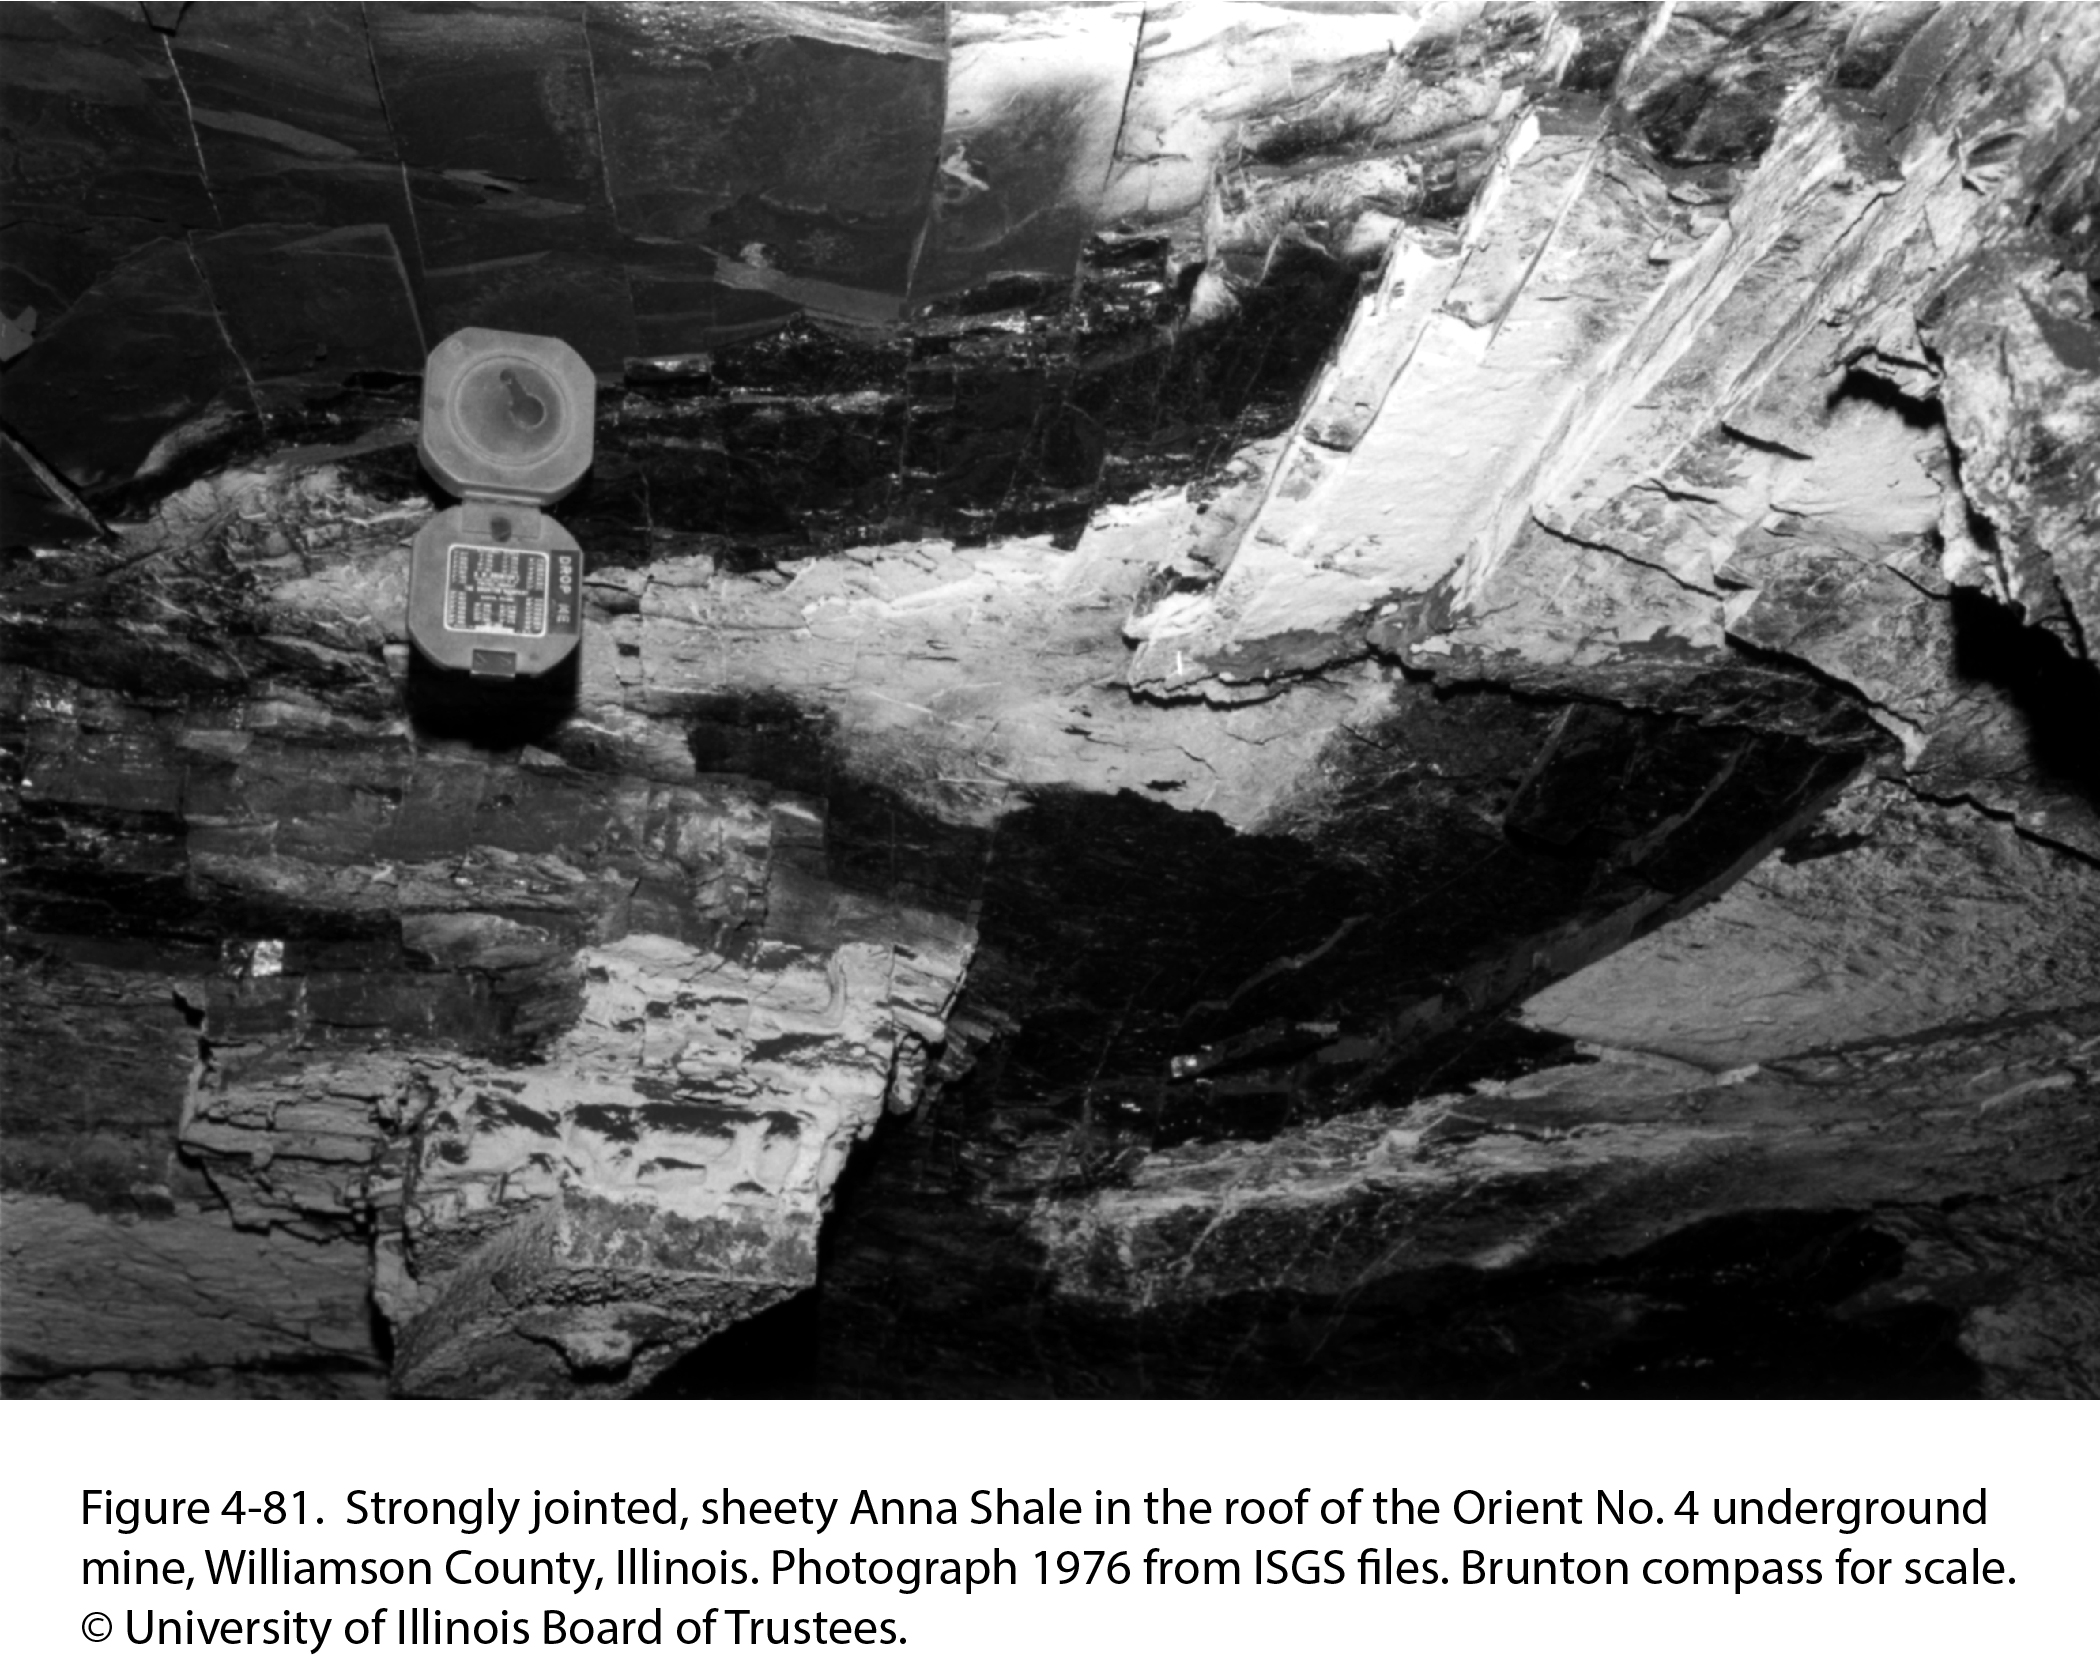 DROP
Figure 4-81. Strongly jointed, sheety Anna Shale in the roof of the Orient No. 4 underground
mine, Williamson County, Illinois. Photograph 1976 from ISGS files. Brunton compass for scale.
© University of Illinois Board of Trustees.